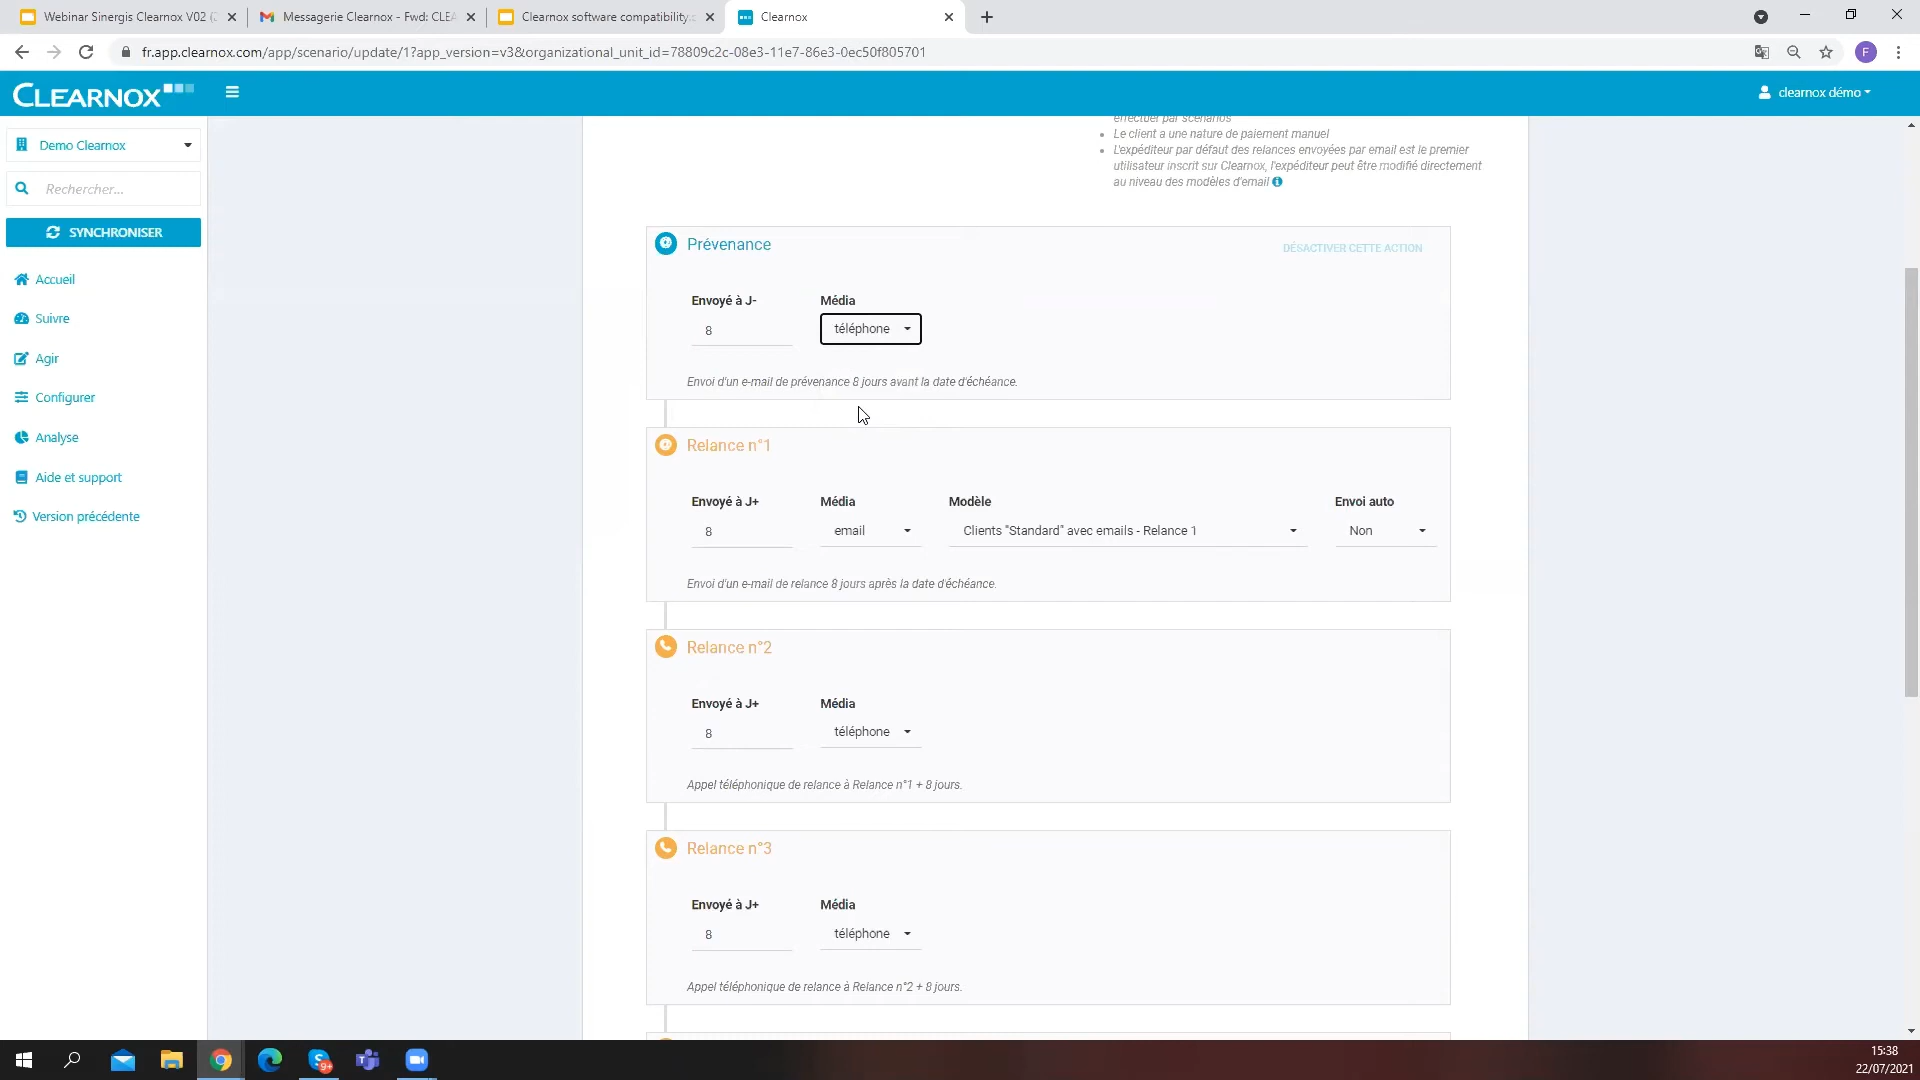 Webinar Sinergis Clearnox V02 (
Messagerie Clearnox - Fwd: CLEA
Clearnox software compatibility.
Clearnox
fr.app.clearnox.com/app/scenario/update/1?app_version=v3&organizational_unit_id=78809c2c-08e3-11e7-86e3-0ec50f805701
F
CLEARNOX
clearnox démo
Demo Clearnox
Rechercher...
SYNCHRONISER
Accueil
Suivre
Agir
Configurer
Analyse
Aide et support
Version précédente
effectuer par scénarios
Le client a une nature de paiement manuel
L'expéditeur par défaut des relances envoyées par email est le premier
utilisateur inscrit sur Clearnox, l'expéditeur peut être modifié directement
au niveau des modèles d'email
Prévenance
DÉSACTIVER CETTE ACTION
Envoyé à J- Média
8 téléphone
Envoi d'un e-mail de prévenance 8 jours avant la date d'échéance.
Relance n°1
Envoyé à J+ Média Modèle Envoi auto
8 email Clients "Standard" avec emails - Relance 1 Non
Envoi d'un e-mail de relance 8 jours après la date d'échéance.
Relance n°2
Envoyé à J+ Média
8 téléphone
Appel téléphonique de relance à Relance n°1 + 8 jours.
Relance n°3
Envoyé à J+ Média
8 téléphone
Appel téléphonique de relance à Relance n°2 + 8 jours.
9+
15:38
22/07/2021